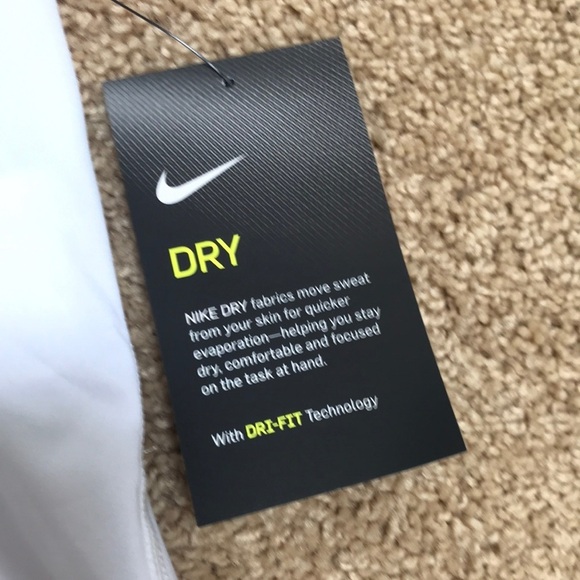 DRY
NIKE DRY fabrics move sweat
from your skin for quicker
evaporation—helping you stay
dry, comfortable and focused
on the task at hand.
With DRI-FIT Technology